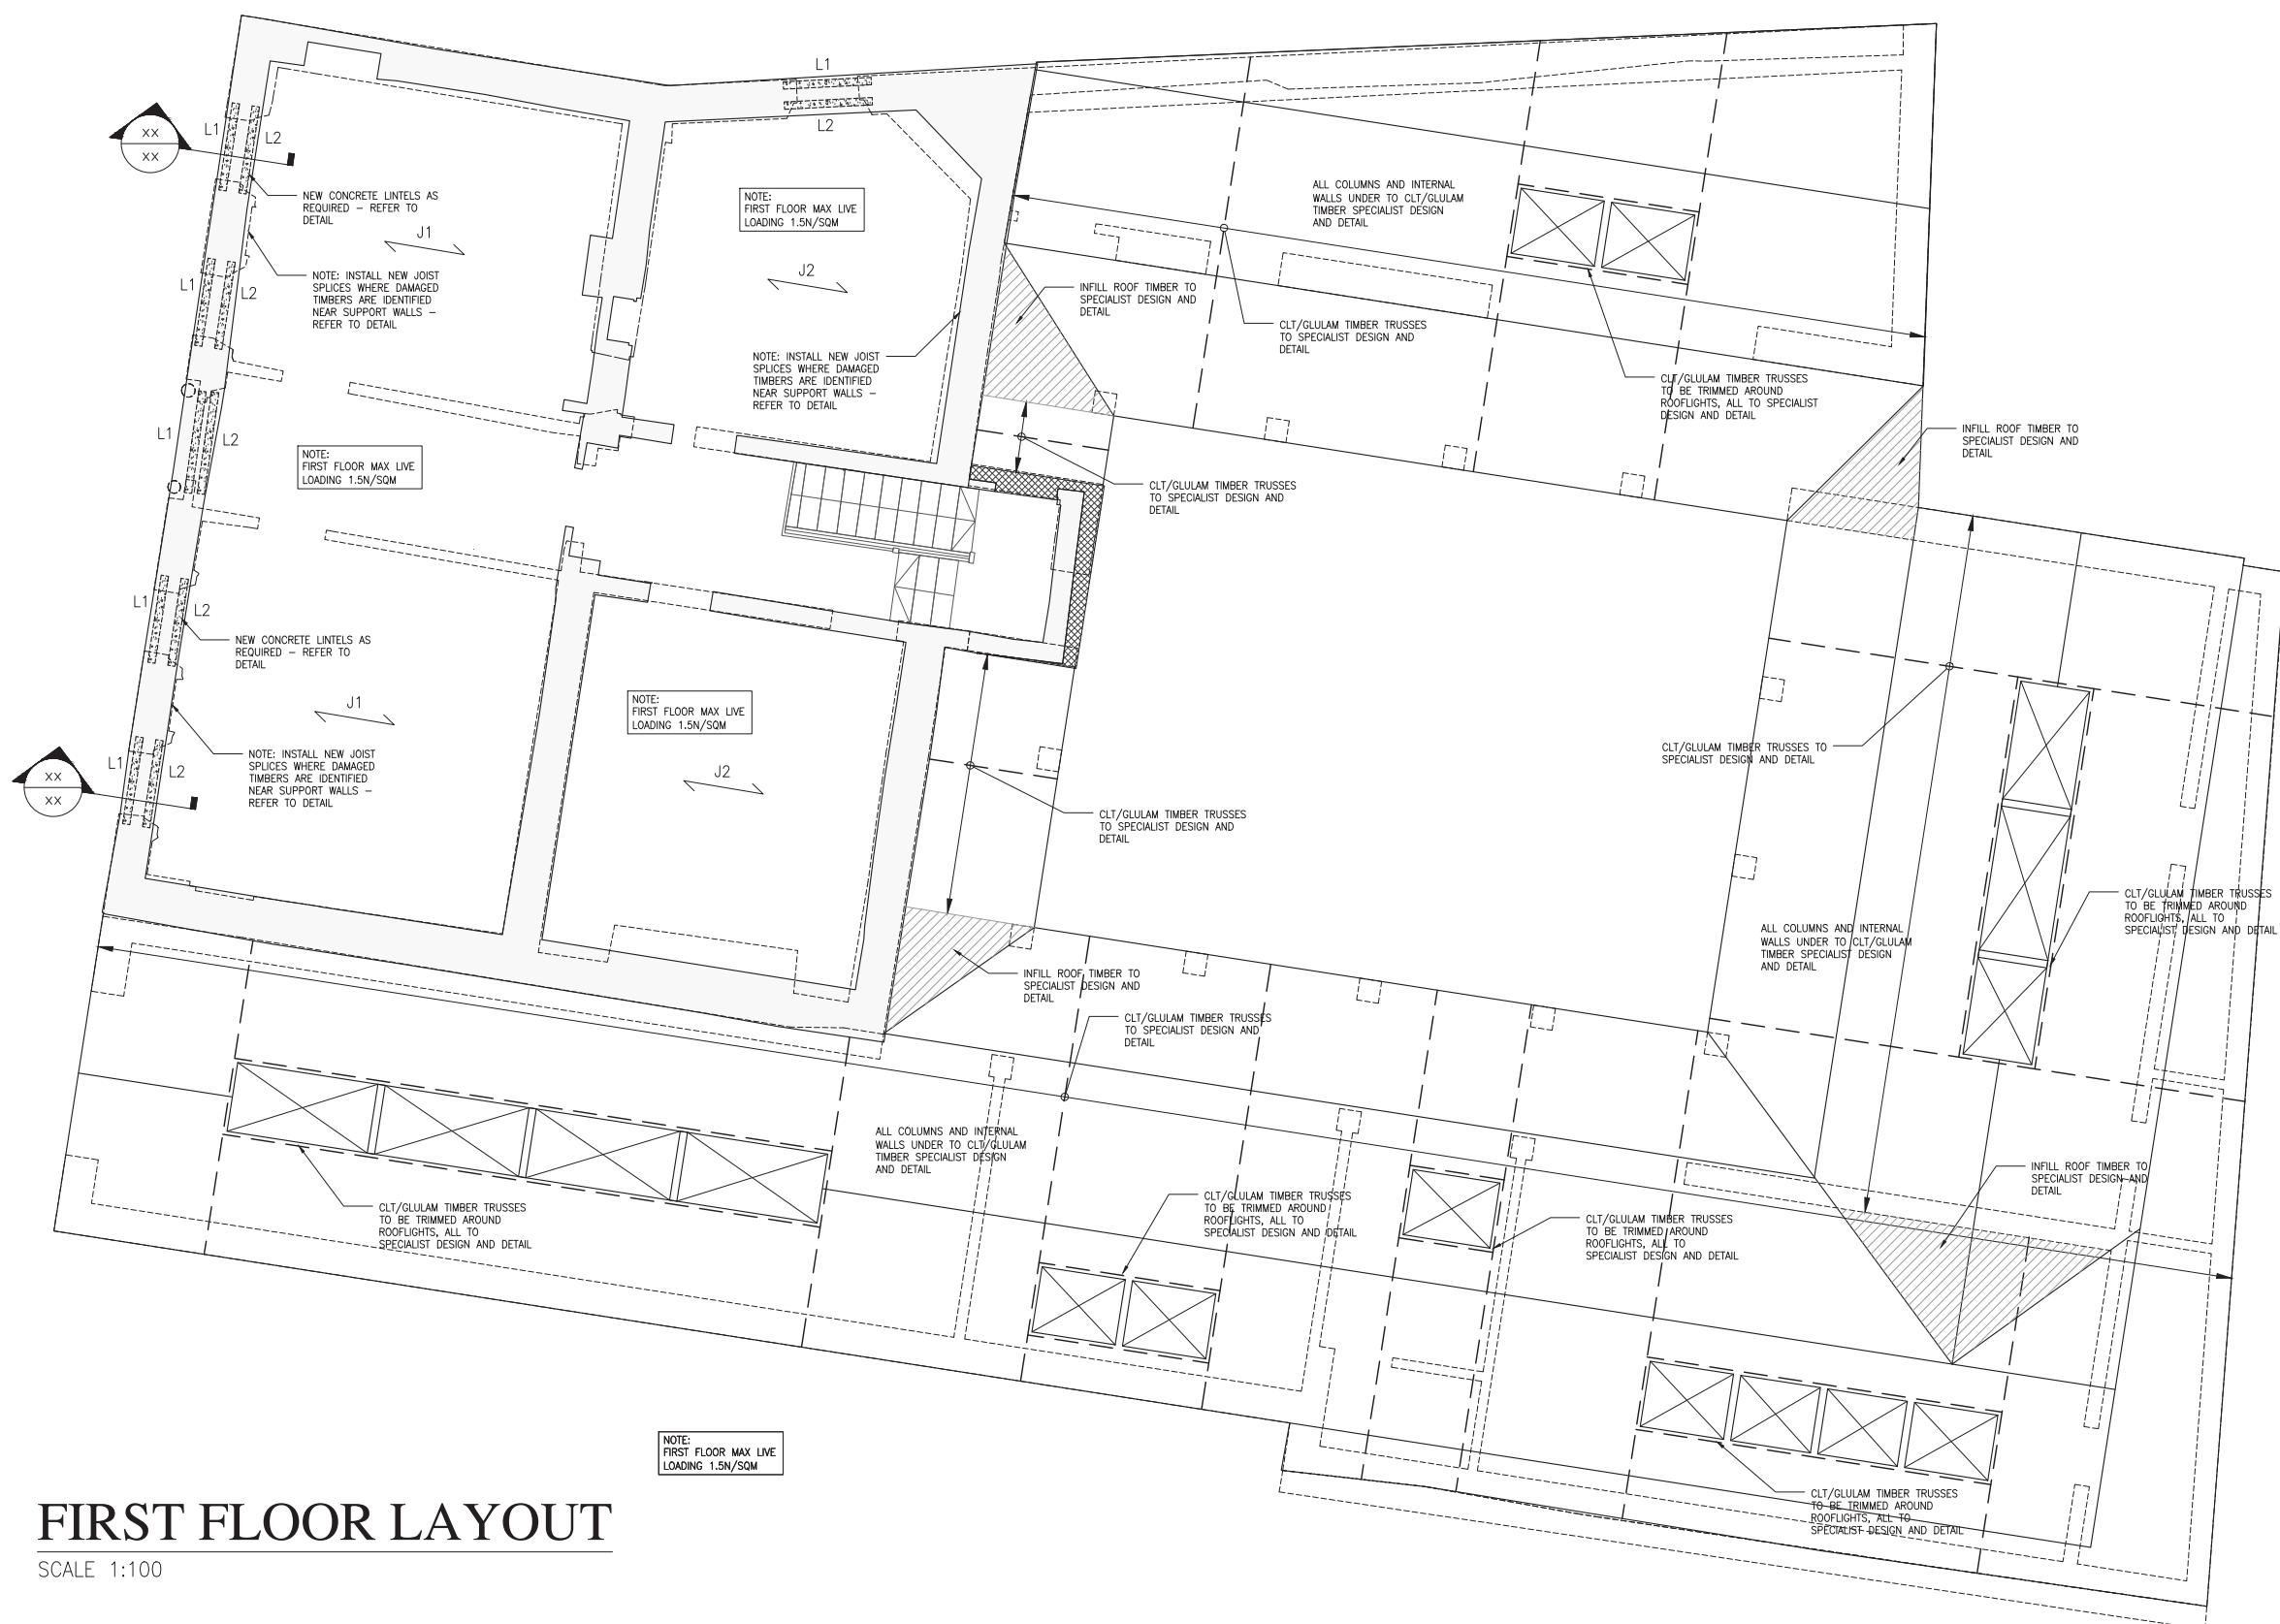 L1
L2
XX
XX
L1
L2
NEW CONCRETE LINTELS AS
REQUIRED – REFER TO
DETAIL
J1
NOTE:
FIRST FLOOR MAX LIVE
LOADING 1.5N/SQM
ALL COLUMNS AND INTERNAL
WALLS UNDER TO CLT/GLULAM
TIMBER SPECIALIST DESIGN
AND DETAIL
L1
L2
NOTE: INSTALL NEW JOIST
SPLICES WHERE DAMAGED
TIMBERS ARE IDENTIFIED
NEAR SUPPORT WALLS –
REFER TO DETAIL
J2
INFILL ROOF TIMBER TO
SPECIALIST DESIGN AND
DETAIL
CLT/GLULAM TIMBER TRUSSES
TO SPECIALIST DESIGN AND
DETAIL
NOTE: INSTALL NEW JOIST
SPLICES WHERE DAMAGED
TIMBERS ARE IDENTIFIED
NEAR SUPPORT WALLS –
REFER TO DETAIL
CLT/GLULAM TIMBER TRUSSES
TO BE TRIMMED AROUND
ROOFLIGHTS, ALL TO SPECIALIST
DESIGN AND DETAIL
L1
L2
NOTE:
FIRST FLOOR MAX LIVE
LOADING 1.5N/SQM
INFILL ROOF TIMBER TO
SPECIALIST DESIGN AND
DETAIL
CLT/GLULAM TIMBER TRUSSES
TO SPECIALIST DESIGN AND
DETAIL
L1
L2
NEW CONCRETE LINTELS AS
REQUIRED – REFER TO
DETAIL
J1
NOTE:
FIRST FLOOR MAX LIVE
LOADING 1.5N/SQM
XX
XX
L1
L2
NOTE: INSTALL NEW JOIST
SPLICES WHERE DAMAGED
TIMBERS ARE IDENTIFIED
NEAR SUPPORT WALLS –
REFER TO DETAIL
J2
CLT/GLULAM TIMBER TRUSSES TO
SPECIALIST DESIGN AND DETAIL
CLT/GLULAM TIMBER TRUSSES
TO SPECIALIST DESIGN AND
DETAIL
CLT/GLULAM TIMBER TRUSSES
TO BE TRIMMED AROUND
ROOFLIGHTS, ALL TO
SPECIALIST DESIGN AND DETAIL
ALL COLUMNS AND INTERNAL
WALLS UNDER TO CLT/GLULAM
TIMBER SPECIALIST DESIGN
AND DETAIL
INFILL ROOF TIMBER TO
SPECIALIST DESIGN AND
DETAIL
CLT/GLULAM TIMBER TRUSSES
TO SPECIALIST DESIGN AND
DETAIL
ALL COLUMNS AND INTERNAL
WALLS UNDER TO CLT/GLULAM
TIMBER SPECIALIST DESIGN
AND DETAIL
INFILL ROOF TIMBER TO
SPECIALIST DESIGN AND
DETAIL
CLT/GLULAM TIMBER TRUSSES
TO BE TRIMMED AROUND
ROOFLIGHTS, ALL TO
SPECIALIST DESIGN AND DETAIL
CLT/GLULAM TIMBER TRUSSES
TO BE TRIMMED AROUND
ROOFLIGHTS, ALL TO
SPECIALIST DESIGN AND DETAIL
CLT/GLULAM TIMBER TRUSSES
TO BE TRIMMED AROUND
ROOFLIGHTS, ALL TO
SPECIALIST DESIGN AND DETAIL
NOTE:
FIRST FLOOR MAX LIVE
LOADING 1.5N/SQM
CLT/GLULAM TIMBER TRUSSES
TO BE TRIMMED AROUND
ROOFLIGHTS, ALL TO
SPECIALIST DESIGN AND DETAIL
FIRST FLOOR LAYOUT
SCALE 1:100